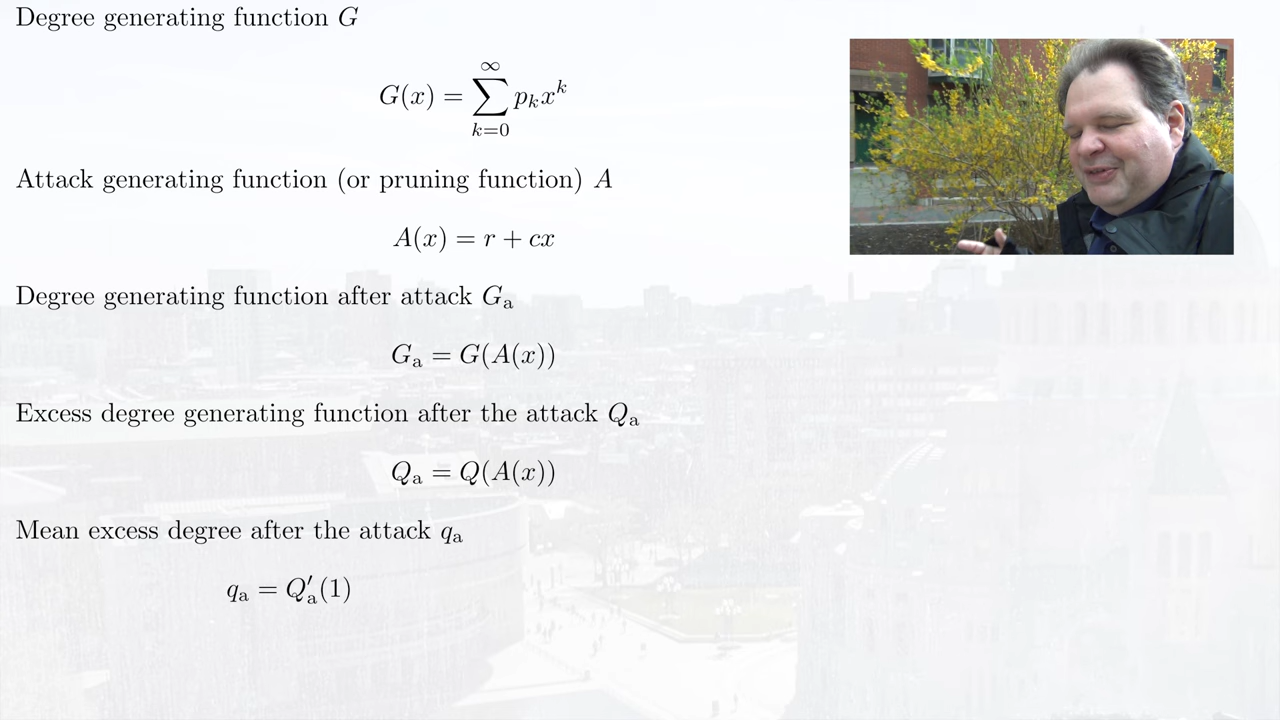 Degree generating function G
G(x) = \sum_{k=0}^{\infty} p_k x^k
Attack generating function (or pruning function) A
A(x) = r + cx
Degree generating function after attack G_a
G_a = G(A(x))
Excess degree generating function after the attack Q_a
Q_a = Q(A(x))
Mean excess degree after the attack q_a
q_a = Q'_a(1)